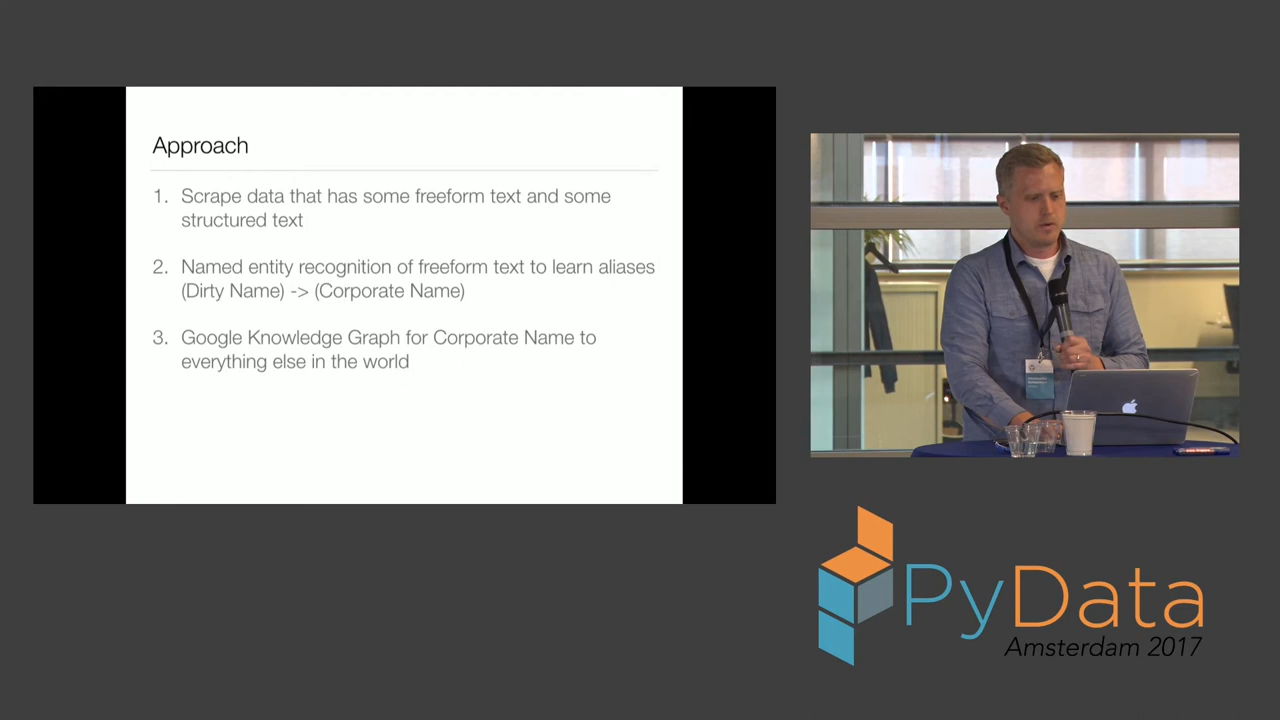 Approach
1. Scrape data that has some freeform text and some
structured text
2. Named entity recognition of freeform text to learn aliases
(Dirty Name) -> (Corporate Name)
3. Google Knowledge Graph for Corporate Name to
everything else in the world
PyData
Amsterdam 2017